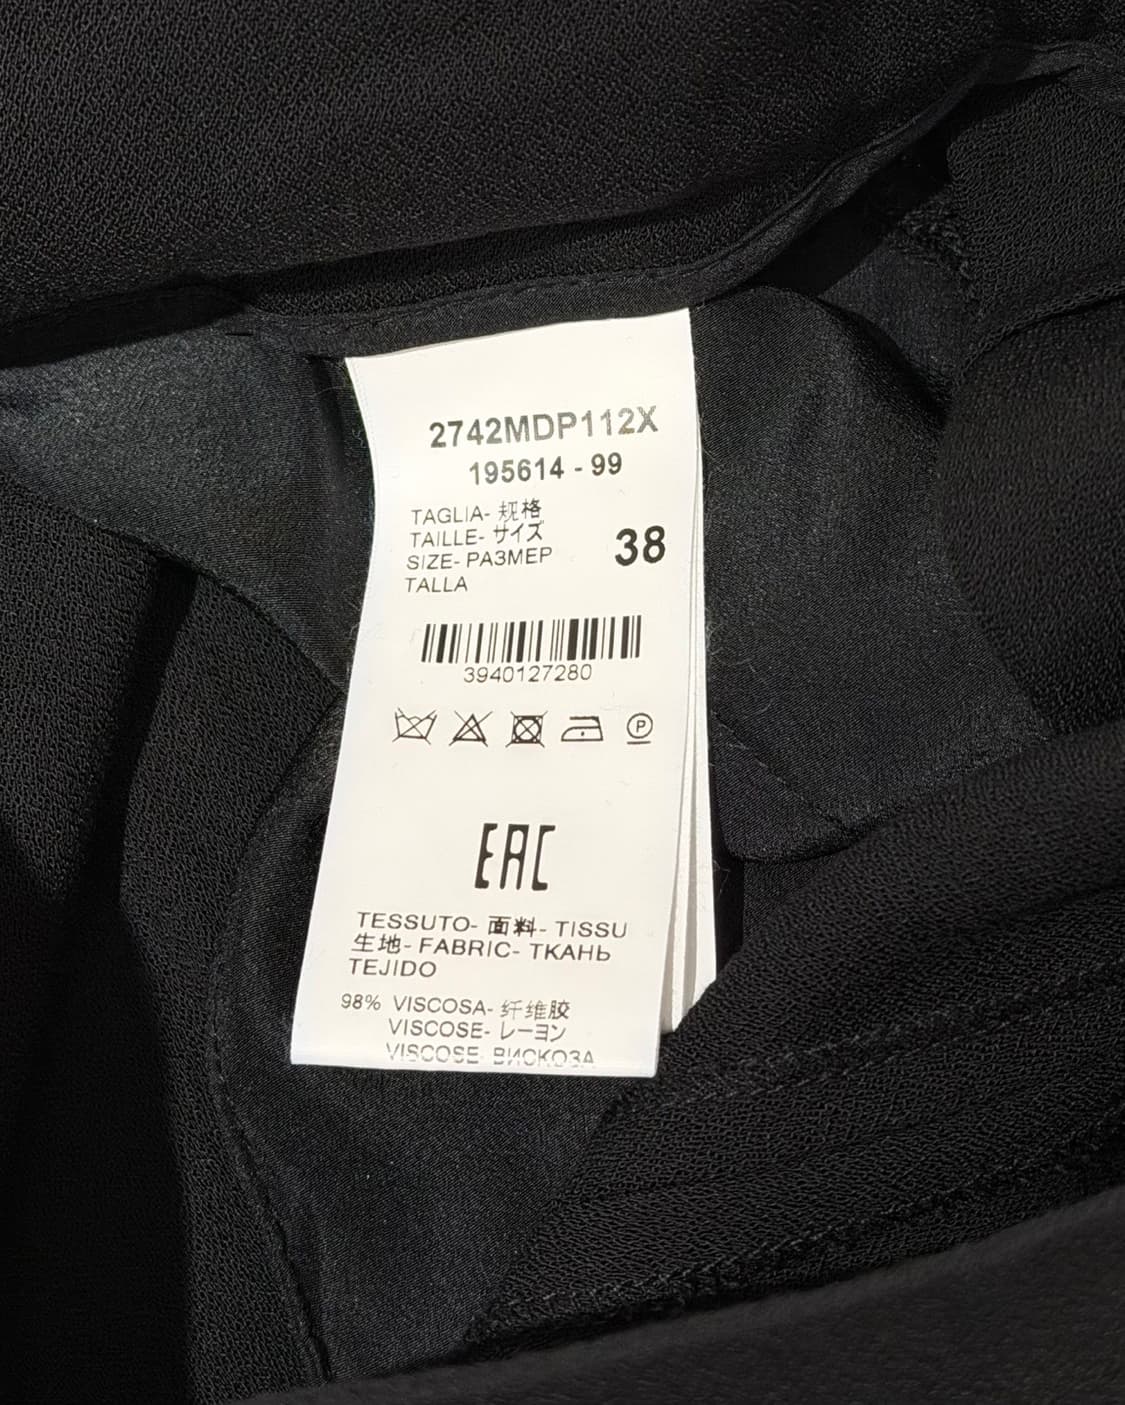 2742MDP112X
195614 - 99
TAGLIA- 规格
TAILLE- サイズ
SIZE- РАЗМЕР
TALLA
38
3940127280
P
EAC
TESSUTO- 面料- TISSU
生地- FABRIC- ТКАНЬ
TEJIDO
98% VISCOSA- 纤维胶
VISCOSE- レーヨン
VISCOSE- ВИСКОЗА